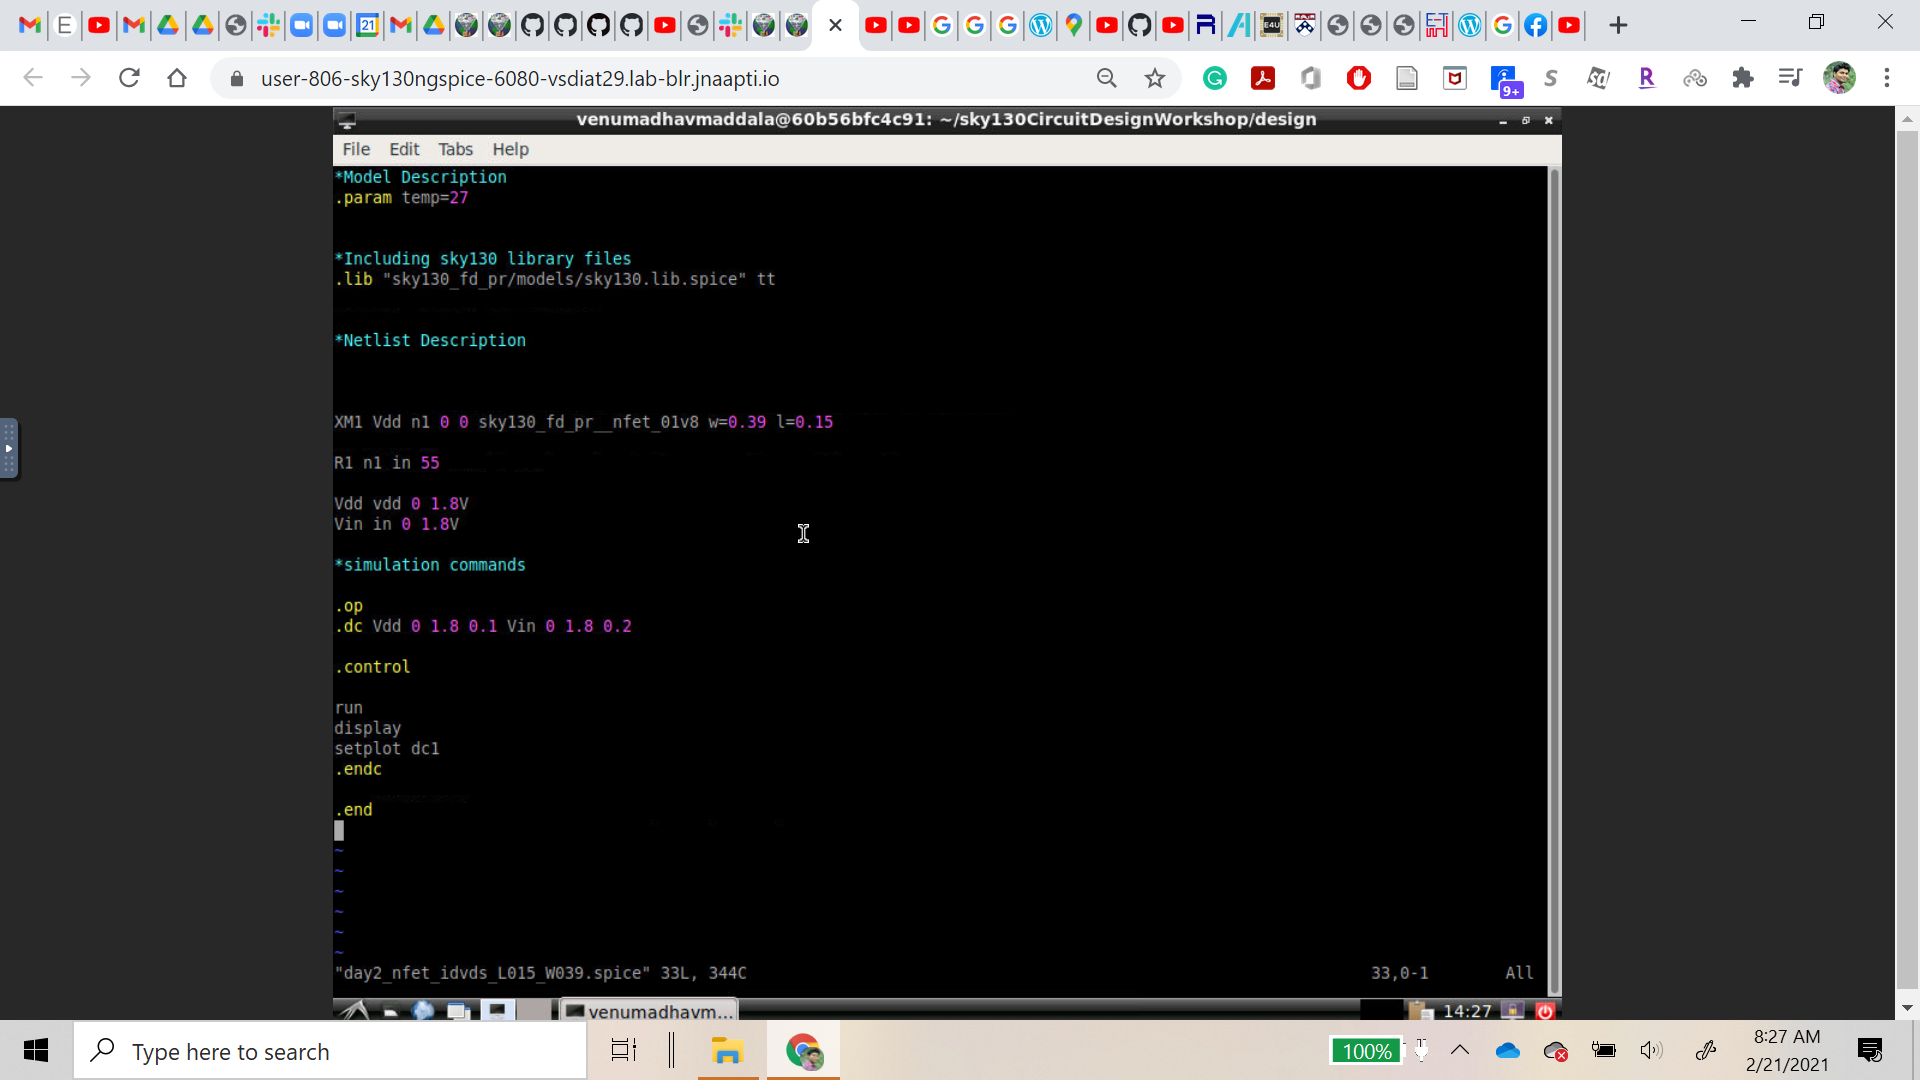 21
E4U
user-806-sky130ngspice-6080-vsdiat29.lab-blr.jnaapti.io
9+
venumadhavmaddala@60b56bfc4c91: ~/sky130CircuitDesignWorkshop/design
File Edit Tabs Help
*Model Description
.param temp=27
*Including sky130 library files
.lib "sky130_fd_pr/models/sky130.lib.spice" tt
*Netlist Description
XM1 Vdd n1 0 0 sky130_fd_pr__nfet_01v8 w=0.39 l=0.15
R1 n1 in 55
Vdd vdd 0 1.8V
Vin in 0 1.8V
*simulation commands
.op
.dc Vdd 0 1.8 0.1 Vin 0 1.8 0.2
.control
run
display
setplot dc1
.endc
.end
~
~
~
~
~
~
"day2_nfet_idvds_L015_W039.spice" 33L, 344C 33,0-1 All
venumadhavm... 14:27
Type here to search
100%
8:27 AM
2/21/2021